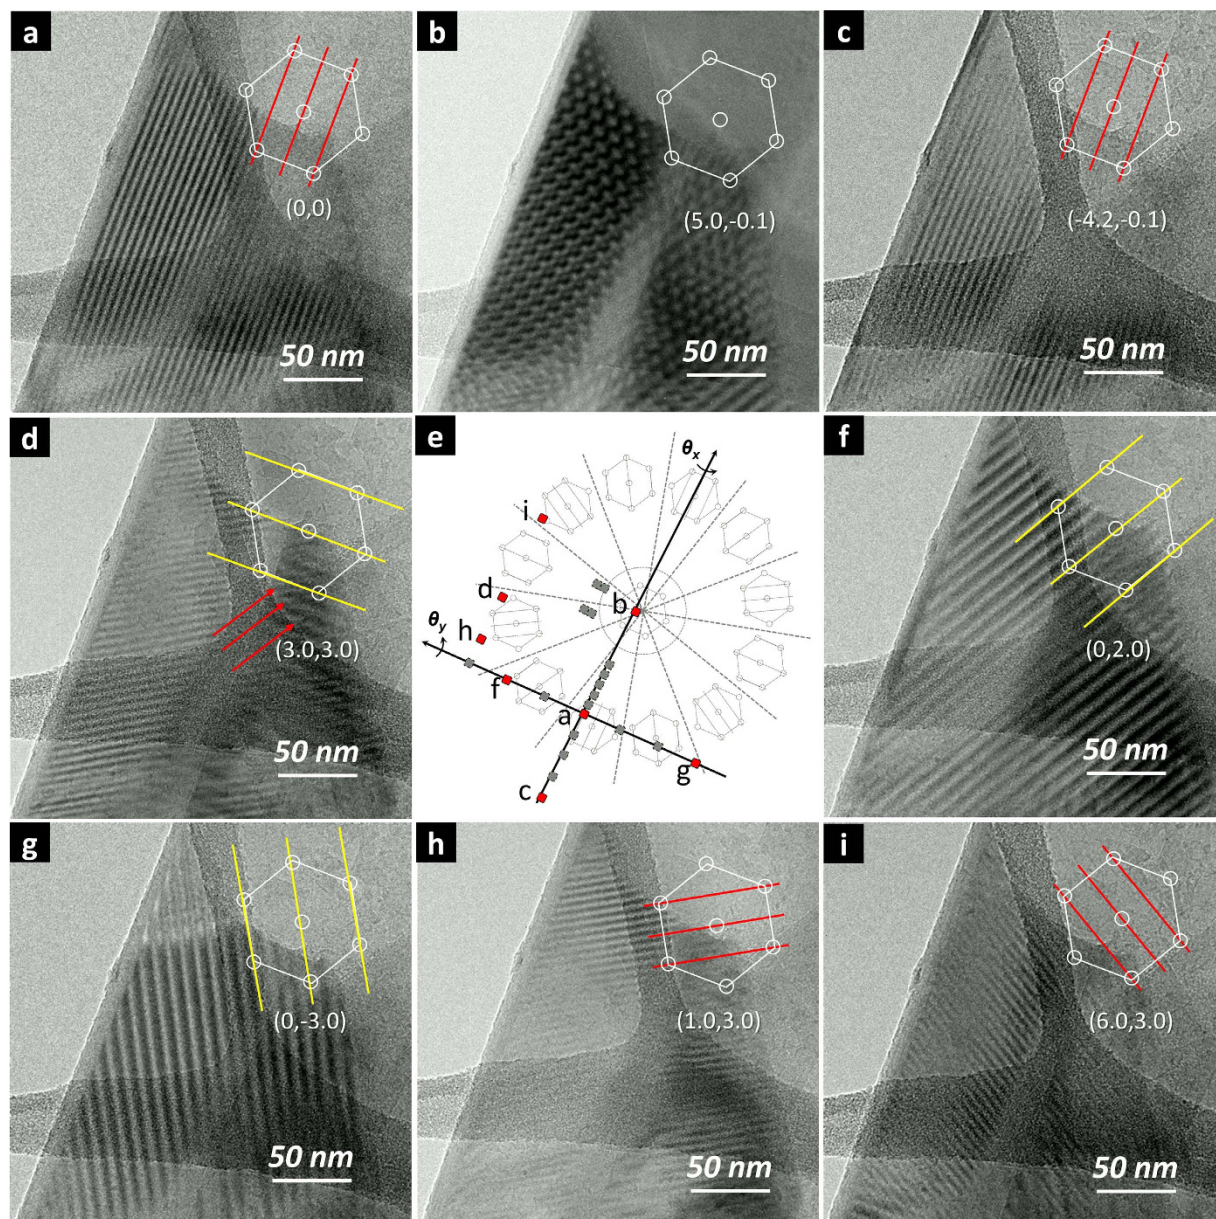 a
(0,0)
50 nm
b
(5.0,-0.1)
50 nm
c
(-4.2,-0.1)
50 nm
d
(3.0,3.0)
50 nm
e
θx
i
b
d
h
θy
f
a
g
c
f
(0,2.0)
50 nm
g
(0,-3.0)
50 nm
h
(1.0,3.0)
50 nm
i
(6.0,3.0)
50 nm